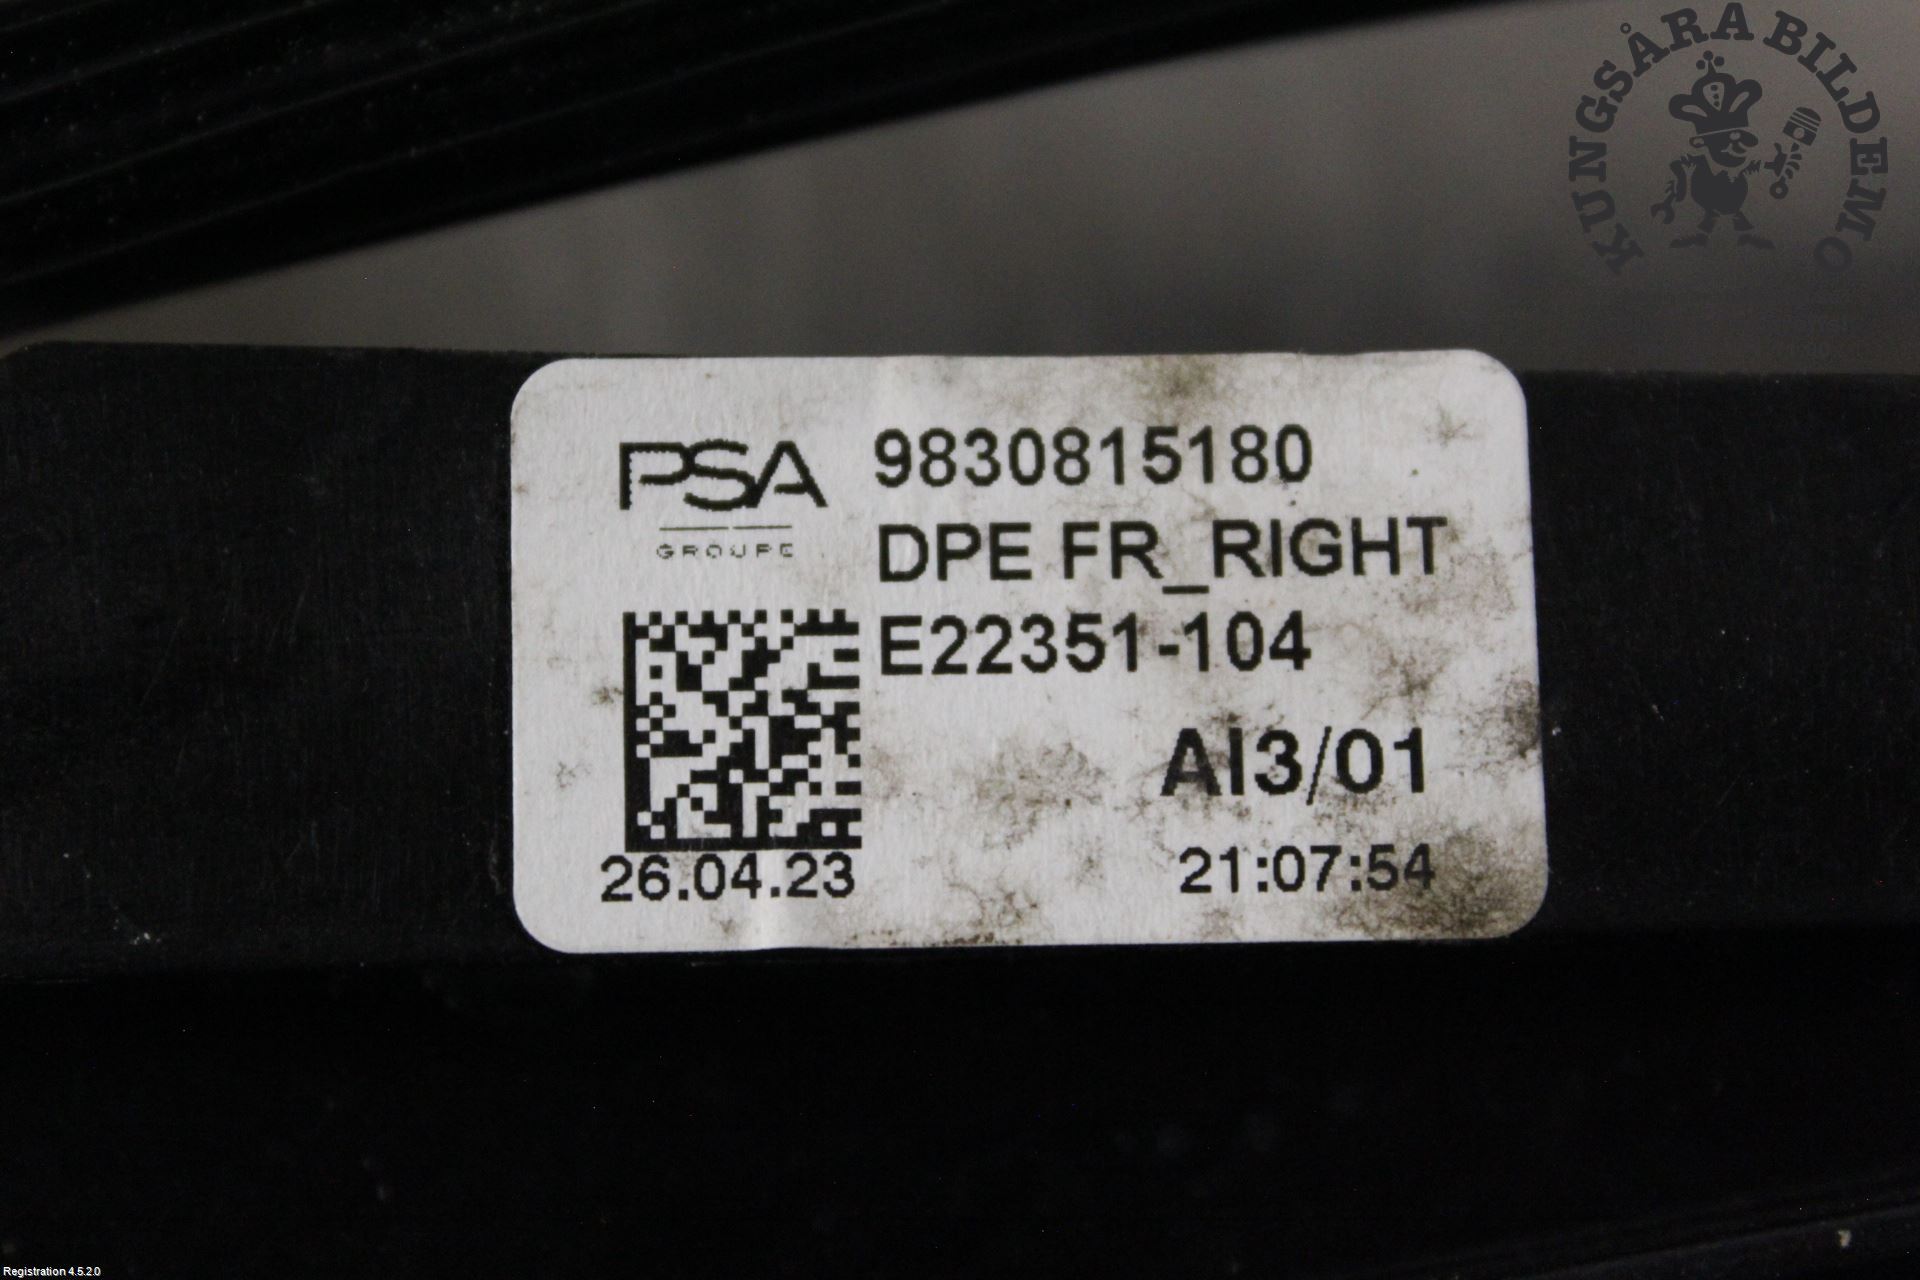 KUNGSÅRA BILDEMO
PSA
GROUPE
9830815180
DPE FR_RIGHT
E22351-104
AI3/01
26.04.23
21:07:54
Registration 4.5.2.0